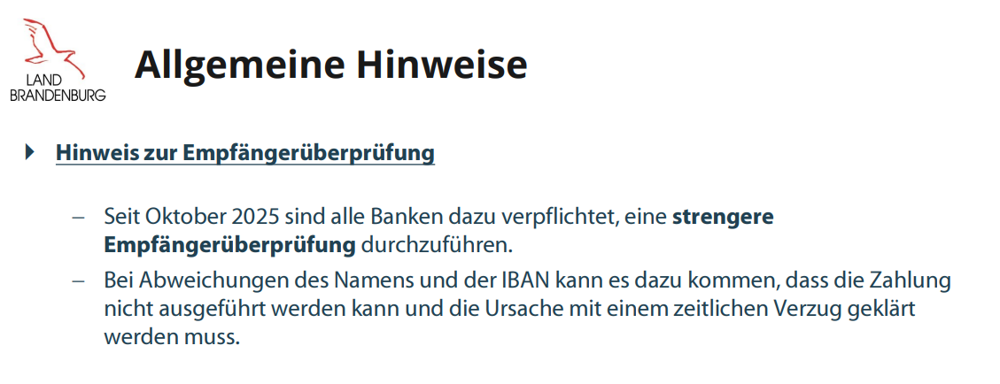 LAND
BRANDENBURG
Allgemeine Hinweise
Hinweis zur Empfängerüberprüfung
– Seit Oktober 2025 sind alle Banken dazu verpflichtet, eine strengere
Empfängerüberprüfung durchzuführen.
– Bei Abweichungen des Namens und der IBAN kann es dazu kommen, dass die Zahlung
nicht ausgeführt werden kann und die Ursache mit einem zeitlichen Verzug geklärt
werden muss.